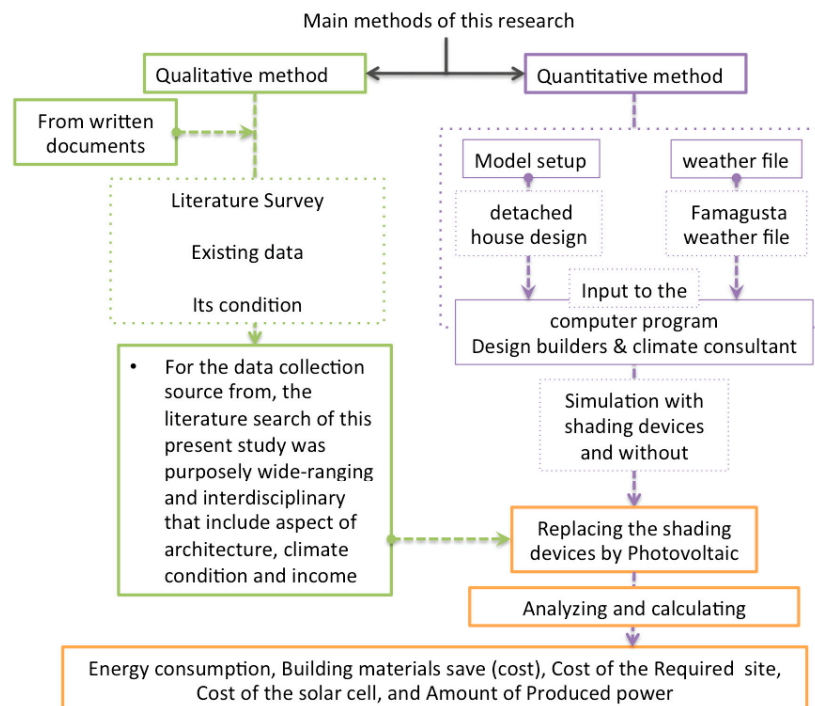 Main methods of this research
Qualitative method
Quantitative method
From written
documents
Literature Survey
Existing data
Its condition
• For the data collection
source from, the
literature search of this
present study was
purposely wide-ranging
and interdisciplinary
that include aspect of
architecture, climate
condition and income
Model setup
weather file
detached
house design
Famagusta
weather file
Input to the
computer program
Design builders & climate consultant
Simulation with
shading devices
and without
Replacing the shading
devices by Photovoltaic
Analyzing and calculating
Energy consumption, Building materials save (cost), Cost of the Required site,
Cost of the solar cell, and Amount of Produced power